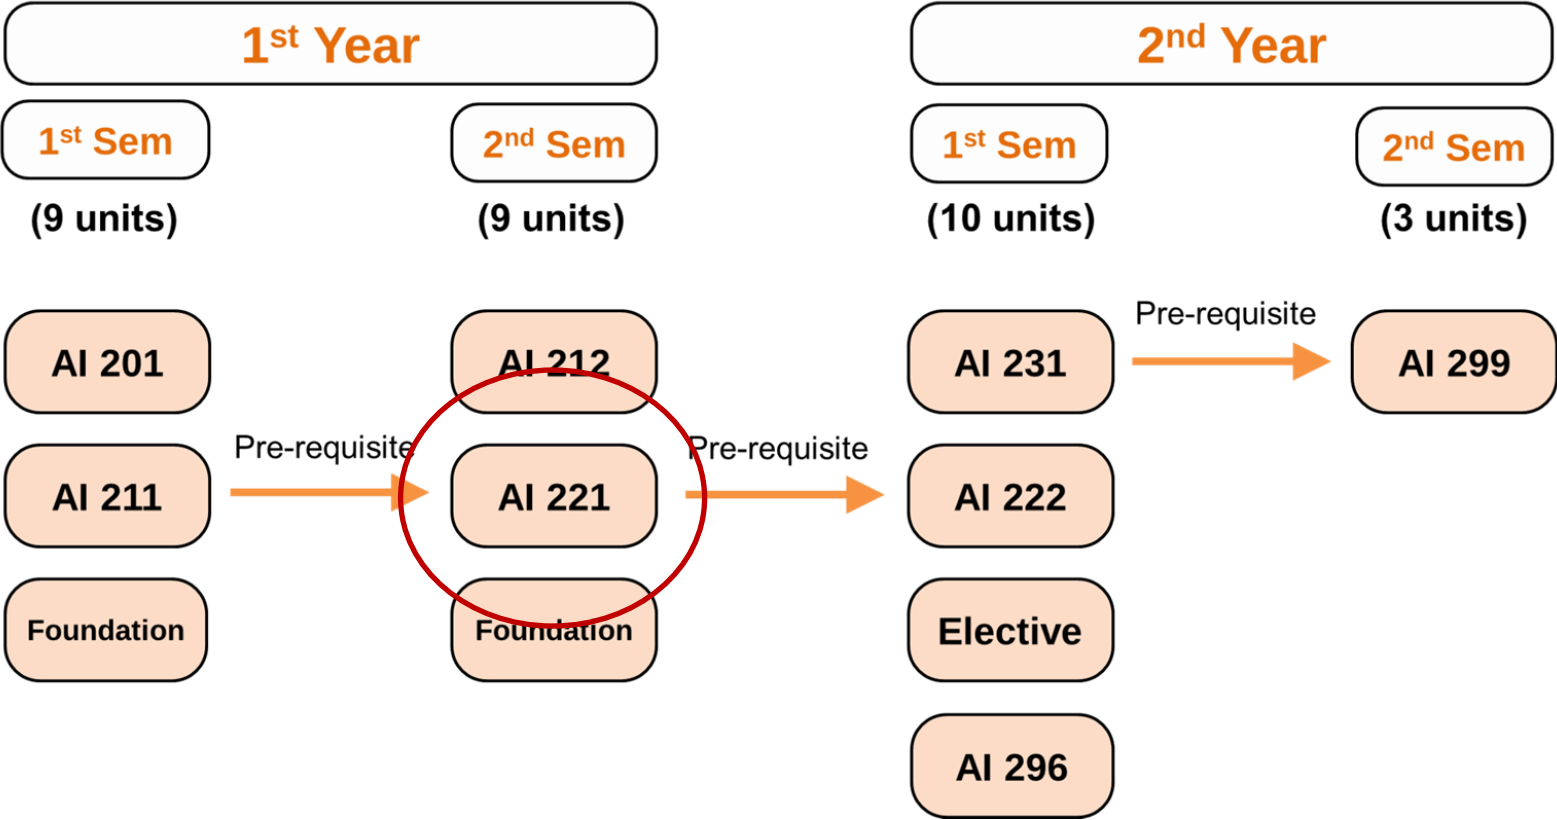 1st Year
2nd Year
1st Sem
2nd Sem
1st Sem
2nd Sem
(9 units)
(9 units)
(10 units)
(3 units)
AI 201
AI 212
AI 231
Pre-requisite
AI 299
AI 211
Pre-requisite
AI 221
Pre-requisite
AI 222
Foundation
Foundation
Elective
AI 296